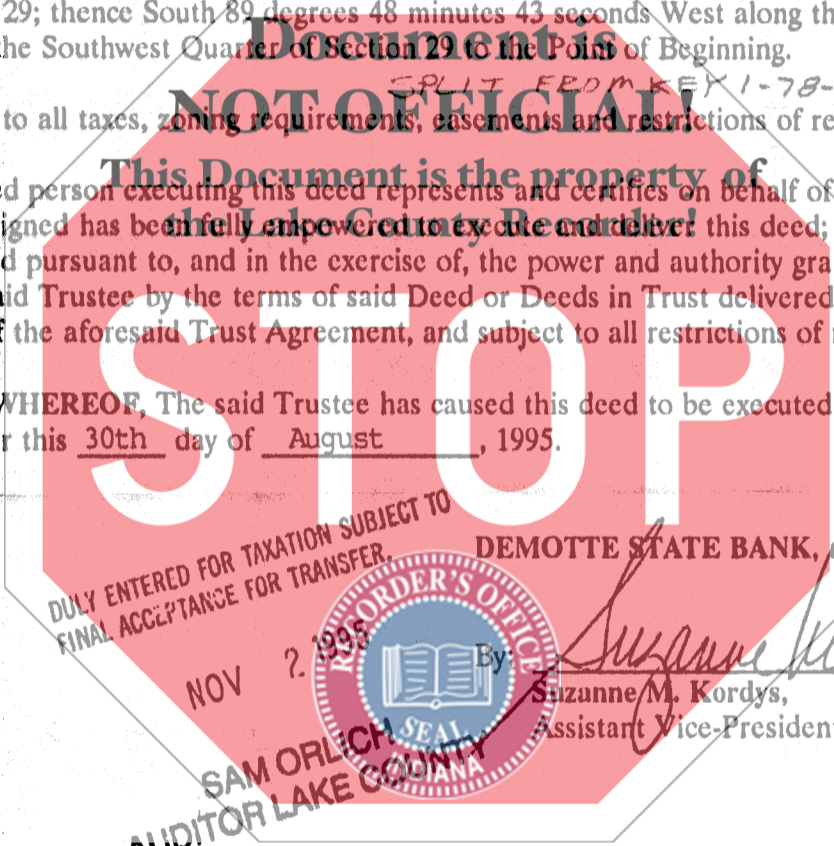 29; thence South 89 degrees 48 minutes 43 seconds West along th
he Southwest Quarter of Section 29 to the Point of Beginning.
Document is
SPLIT FROM KEY 1-78-
NOT OFFICIAL!
to all taxes, zoning requirements, easements and restrictions of re
This Document is the property of
ed person executing this deed represents and certifies on behalf of
the Lake County Recorder!
igned has been fully empowered to execute and deliver this deed;
d pursuant to, and in the exercise of, the power and authority gra
aid Trustee by the terms of said Deed or Deeds in Trust delivered
f the aforesaid Trust Agreement, and subject to all restrictions of
STOP
WHEREOF, The said Trustee has caused this deed to be executed
r this 30th day of August, 1995.
DULY ENTERED FOR TAXATION SUBJECT TO
FINAL ACCEPTANCE FOR TRANSFER.
DEMOTTE STATE BANK,
NOV 2 1995
RECORDER'S OFFICE
SEAL
INDIANA
By:
Suzanne
Suzanne M. Kordys,
Assistant Vice-Presiden
SAM ORLICH
AUDITOR LAKE COUNTY